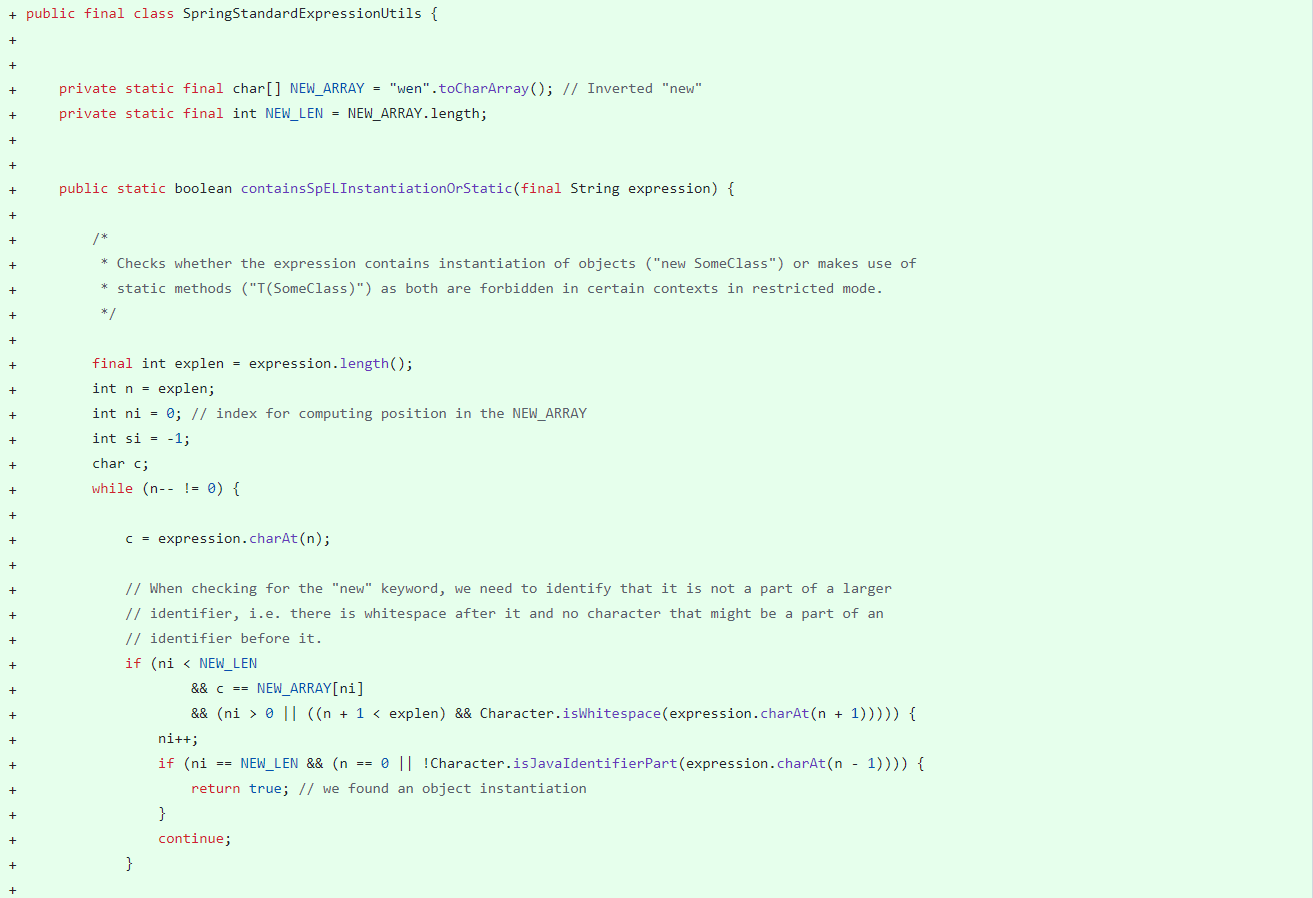 + public final class SpringStandardExpressionUtils {
+
+
+     private static final char[] NEW_ARRAY = "wen".toCharArray(); // Inverted "new"
+     private static final int NEW_LEN = NEW_ARRAY.length;
+
+
+     public static boolean containsSpELInstantiationOrStatic(final String expression) {
+
+         /*
+          * Checks whether the expression contains instantiation of objects ("new SomeClass") or makes use of
+          * static methods ("T(SomeClass)") as both are forbidden in certain contexts in restricted mode.
+          */
+
+         final int explen = expression.length();
+         int n = explen;
+         int ni = 0; // index for computing position in the NEW_ARRAY
+         int si = -1;
+         char c;
+         while (n-- != 0) {
+
+             c = expression.charAt(n);
+
+             // When checking for the "new" keyword, we need to identify that it is not a part of a larger
+             // identifier, i.e. there is whitespace after it and no character that might be a part of an
+             // identifier before it.
+             if (ni < NEW_LEN
+                     && c == NEW_ARRAY[ni]
+                     && (ni > 0 || ((n + 1 < explen) && Character.isWhitespace(expression.charAt(n + 1))))) {
+                 ni++;
+                 if (ni == NEW_LEN && (n == 0 || !Character.isJavaIdentifierPart(expression.charAt(n - 1)))) {
+                     return true; // we found an object instantiation
+                 }
+                 continue;
+             }
+